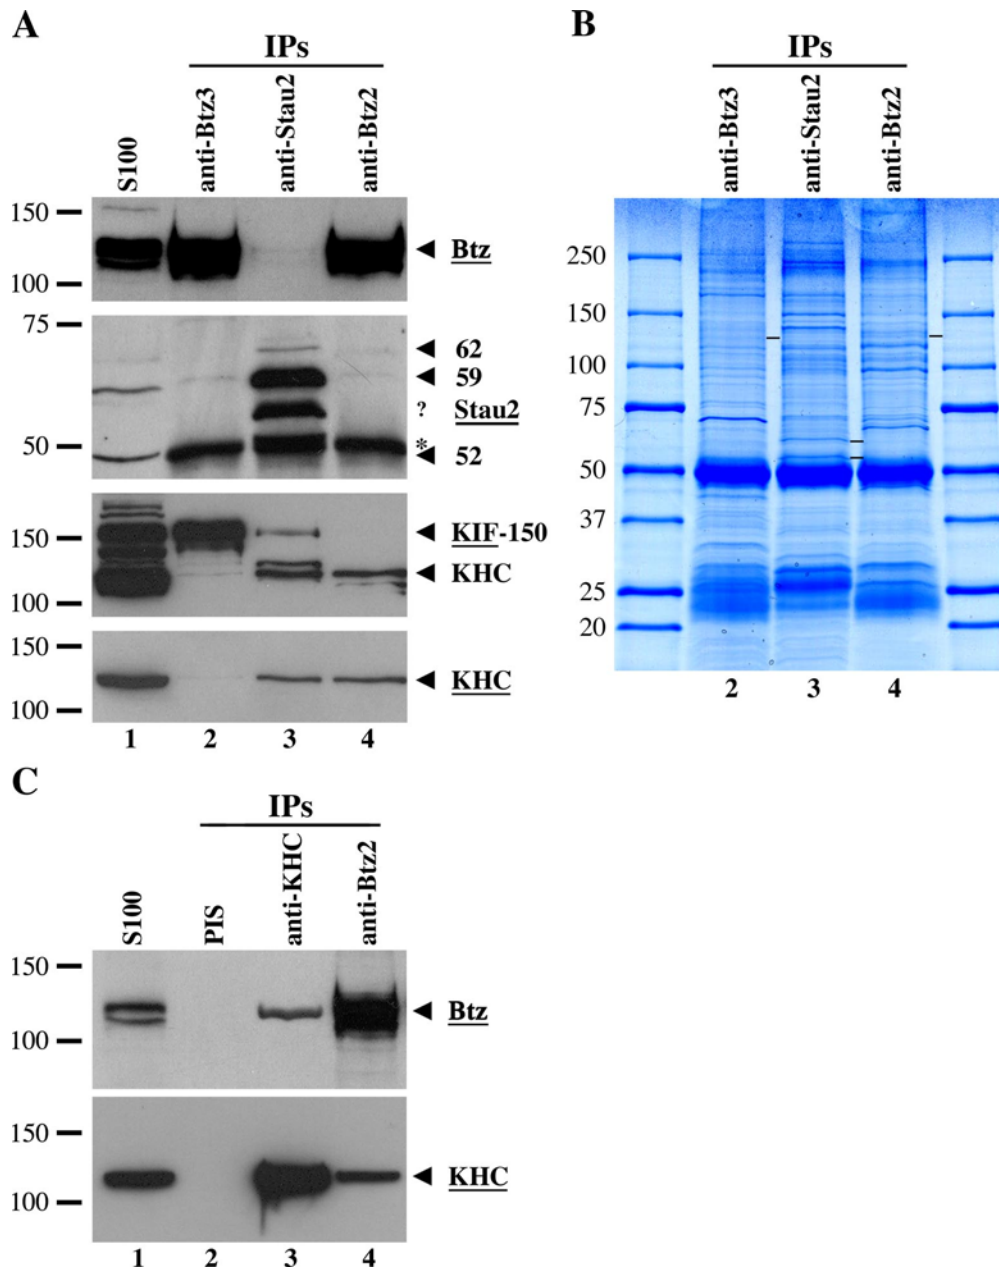 A
IPs
S100
anti-Btz3
anti-Stau2
anti-Btz2
150
100
Btz
75
50
62
59
? Stau2
*
52
150
100
KIF-150
KHC
150
100
KHC
1 2 3 4
B
IPs
anti-Btz3
anti-Stau2
anti-Btz2
250
150
100
75
50
37
25
20
2 3 4
C
IPs
S100
PIS
anti-KHC
anti-Btz2
150
100
Btz
150
100
KHC
1 2 3 4